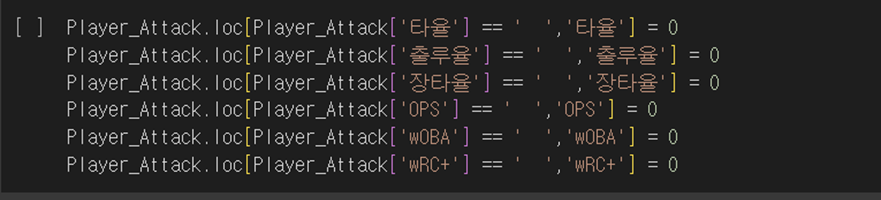 [ ] Player_Attack.loc[Player_Attack['타율'] == '  ','타율'] = 0
Player_Attack.loc[Player_Attack['출루율'] == '  ','출루율'] = 0
Player_Attack.loc[Player_Attack['장타율'] == '  ','장타율'] = 0
Player_Attack.loc[Player_Attack['OPS'] == '  ','OPS'] = 0
Player_Attack.loc[Player_Attack['wOBA'] == '  ','wOBA'] = 0
Player_Attack.loc[Player_Attack['wRC+'] == '  ','wRC+'] = 0